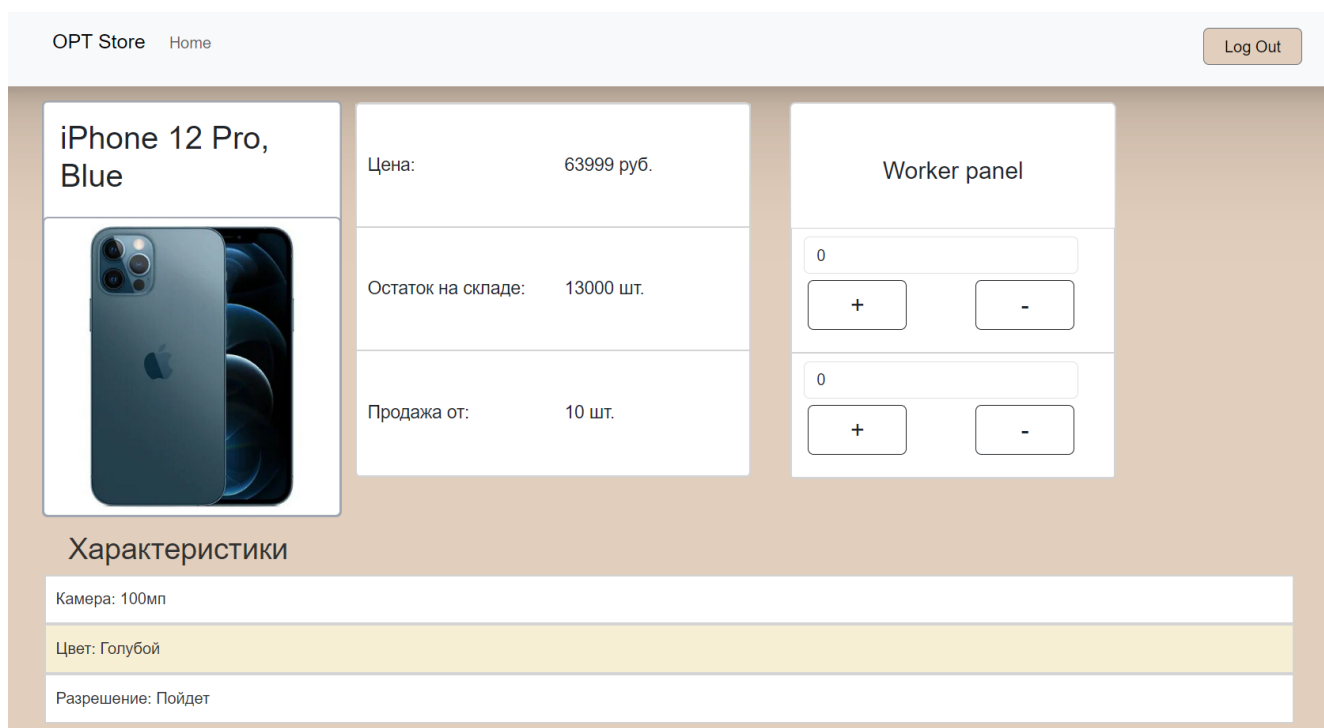 OPT Store Home Log Out
iPhone 12 Pro,
Blue
Цена: 63999 руб.
Остаток на складе: 13000 шт.
Продажа от: 10 шт.
Worker panel
0
+ -
0
+ -
Характеристики
Камера: 100мп
Цвет: Голубой
Разрешение: Пойдет